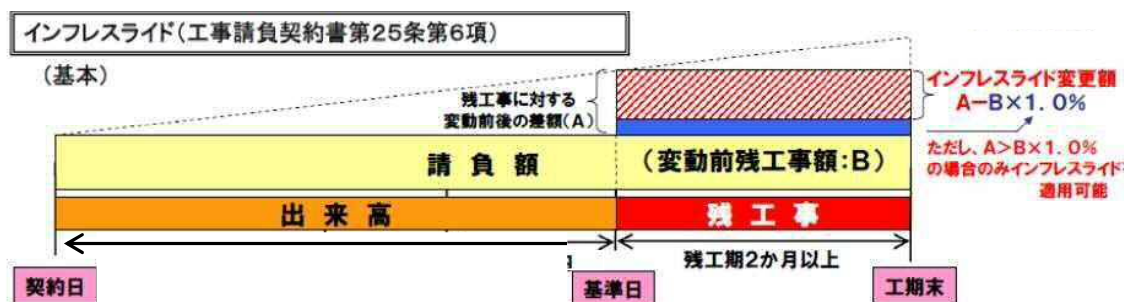 インフレスライド(工事請負契約書第25条第6項)
(基本)
残工事に対する
変動前後の差額(A)
インフレスライド変更額
A-B×1.0%
ただし、A>B×1.0%
の場合のみインフレスライド
適用可能
請負額
(変動前残工事額:B)
出来高
残工事
残工期2か月以上
契約日
基準日
工期末